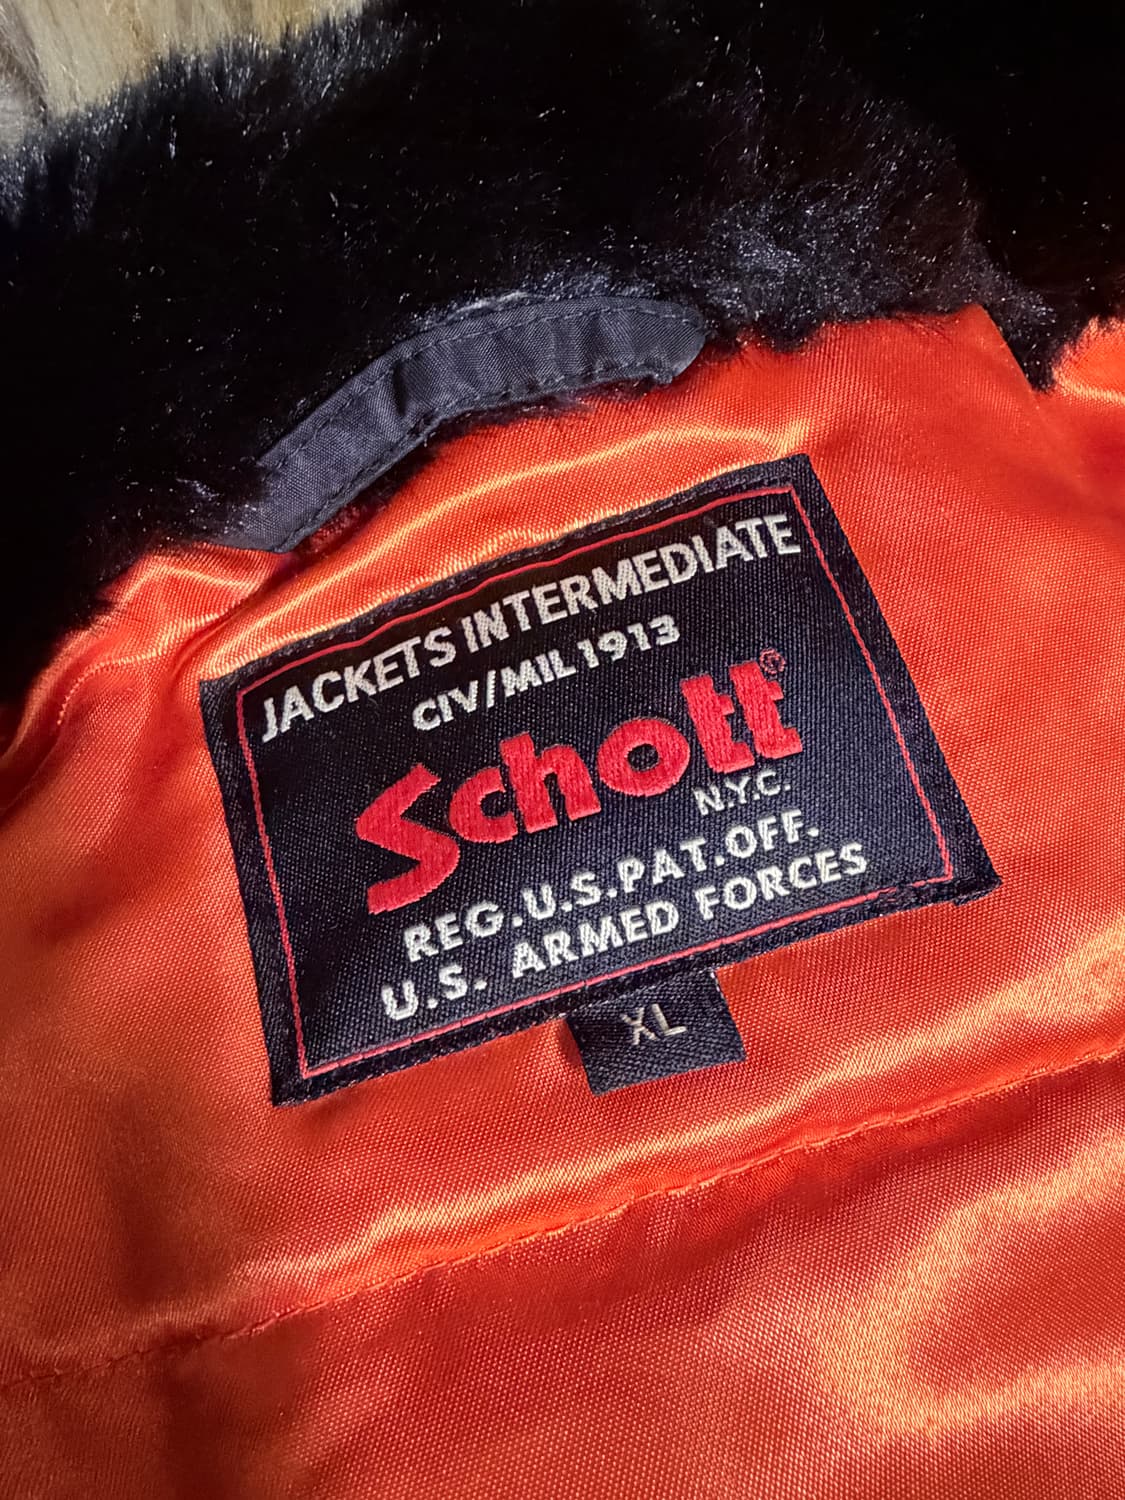 JACKETS INTERMEDIATE
CIV/MIL 1913
Schott®
N.Y.C.
REG.U.S.PAT.OFF.
U.S. ARMED FORCES
XL